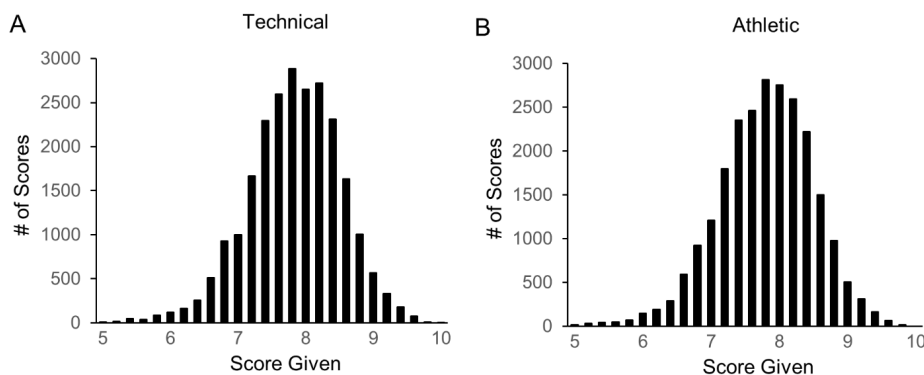 A
Technical
3000
2500
2000
1500
1000
500
0
# of Scores
5 6 7 8 9 10
Score Given
B
Athletic
3000
2500
2000
1500
1000
500
0
# of Scores
5 6 7 8 9 10
Score Given